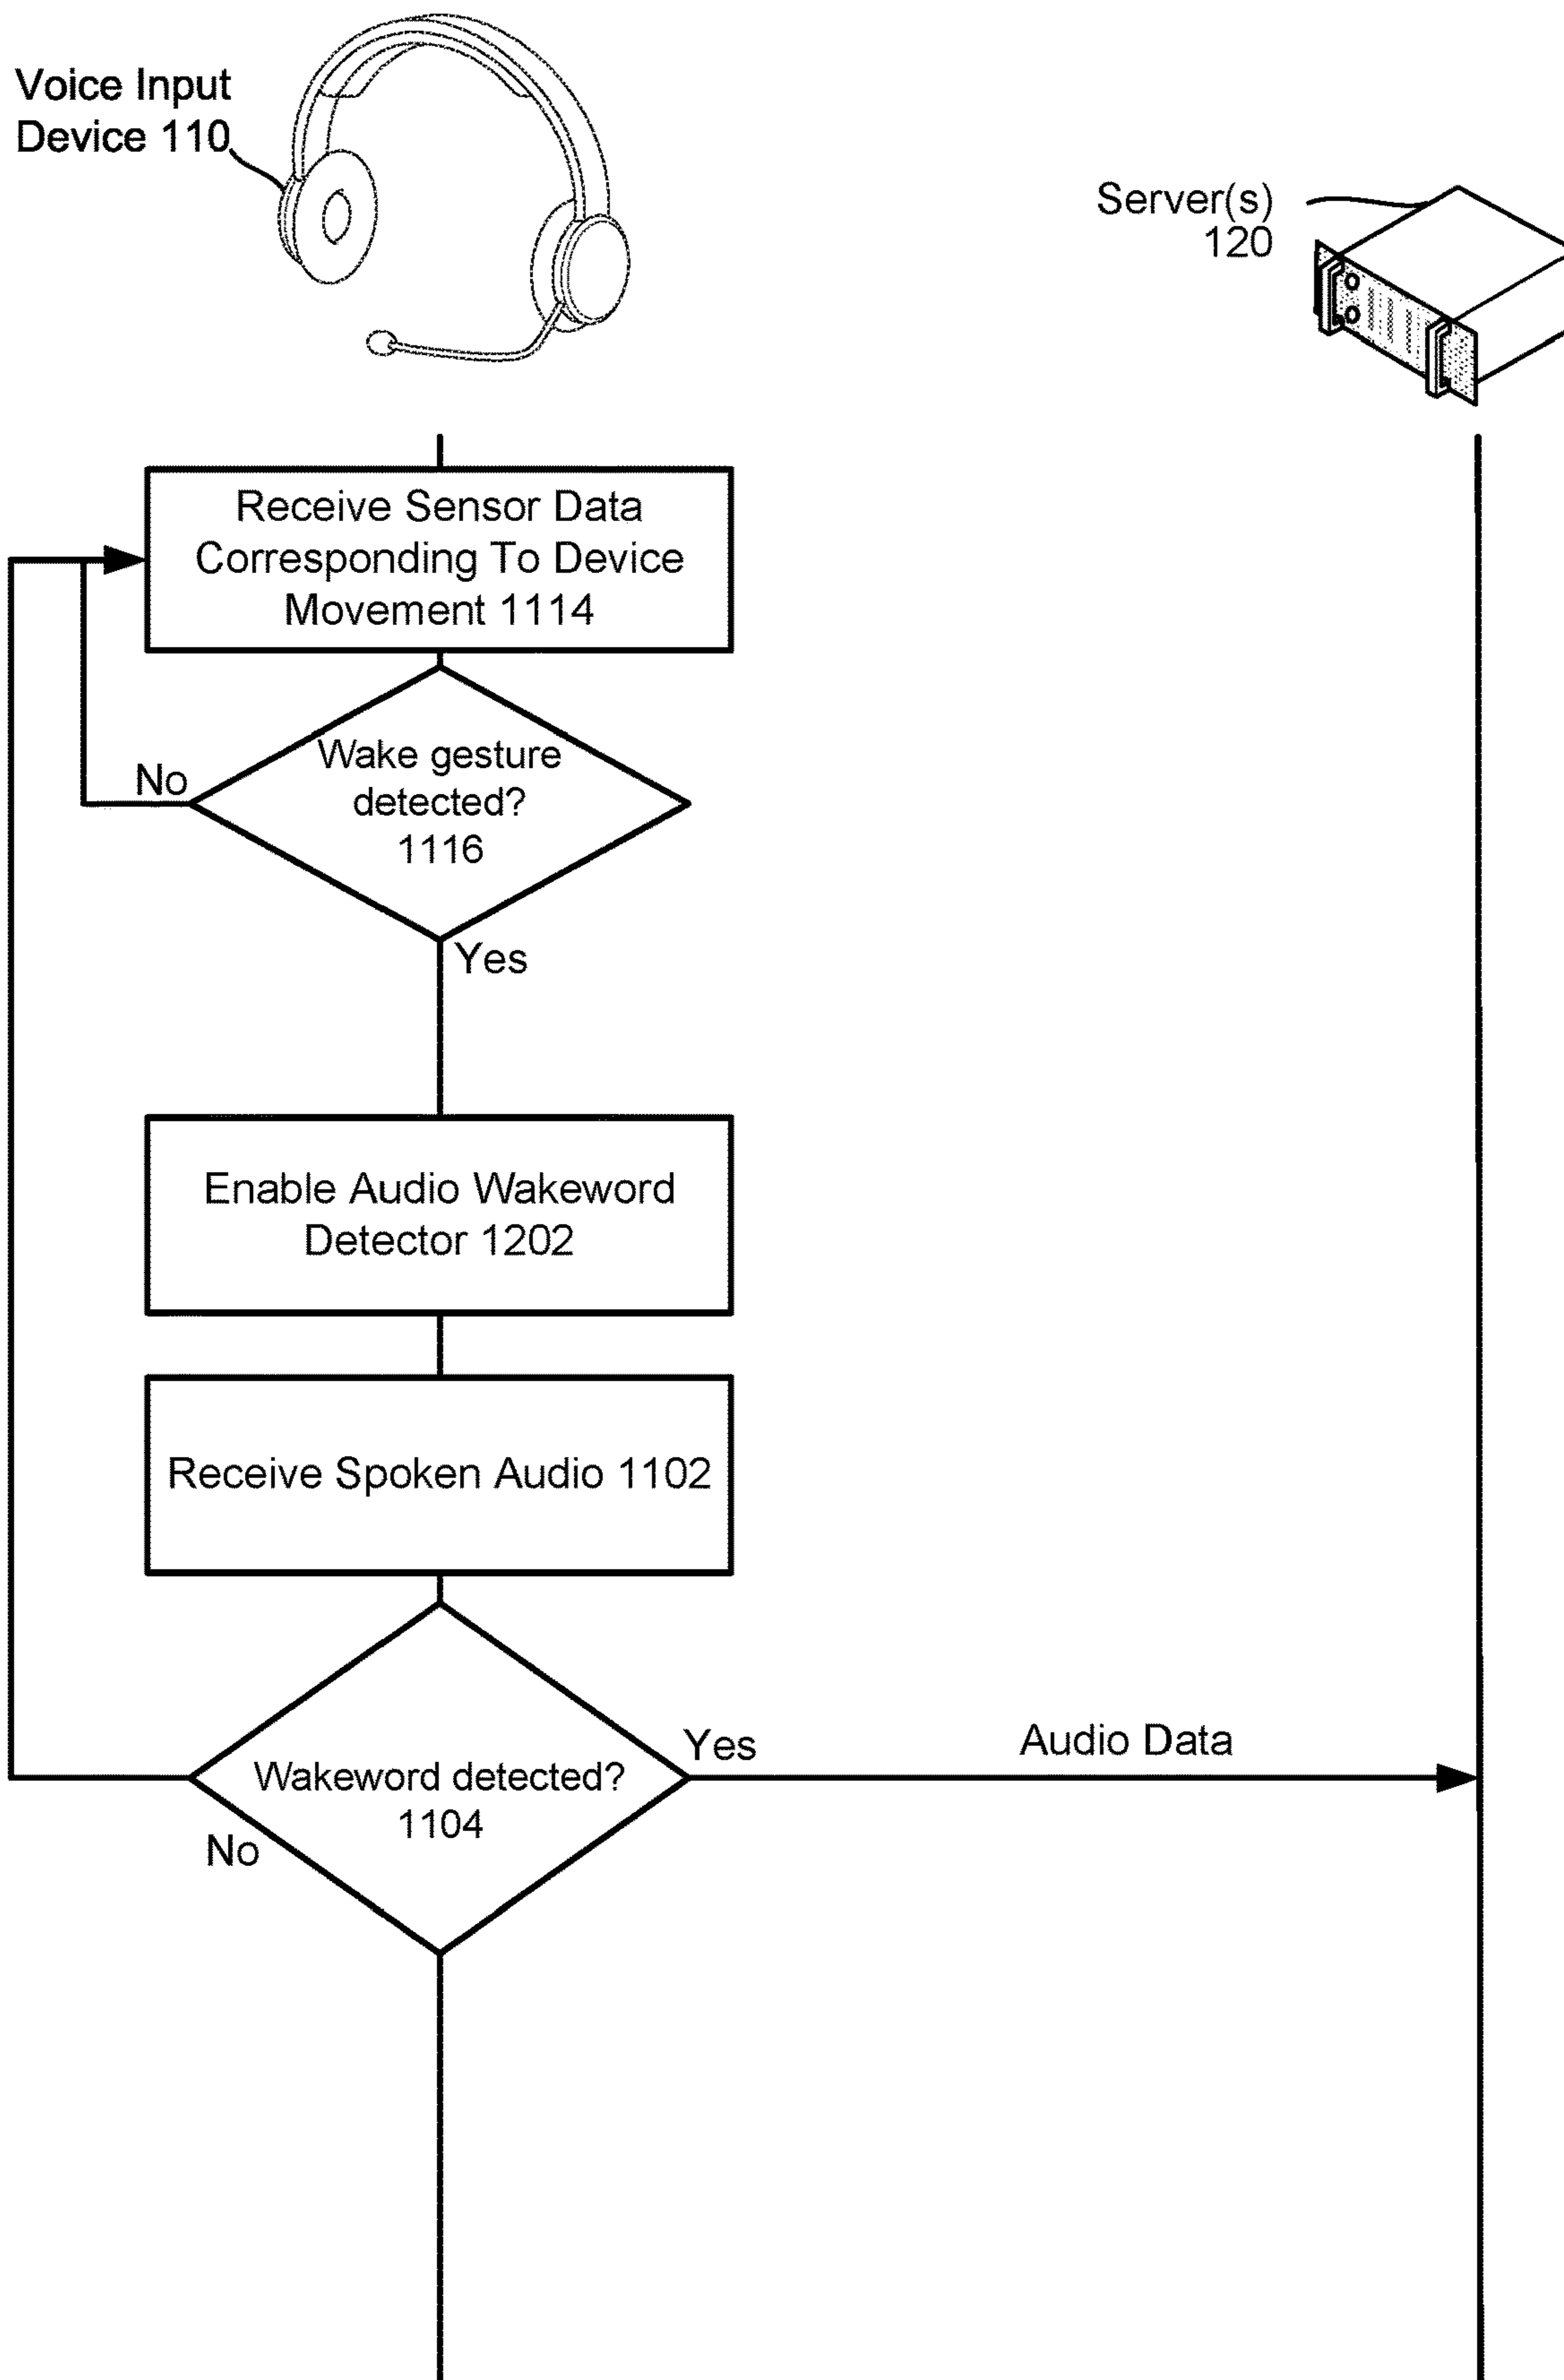 Voice Input
Device 110
Server(s)
120
Receive Sensor Data
Corresponding To Device
Movement 1114
Wake gesture
detected?
1116
No
Yes
Enable Audio Wakeword
Detector 1202
Receive Spoken Audio 1102
Yes
Audio Data
Wakeword detected?
1104
No